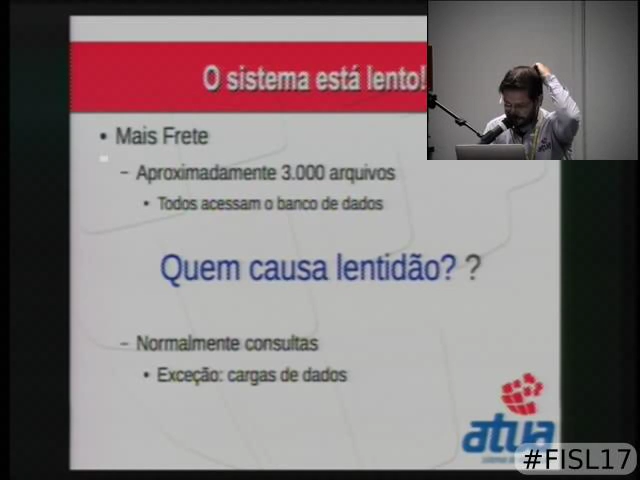 O sistema está lento!
• Mais Frete
– Aproximadamente 3.000 arquivos
• Todos acessam o banco de dados
Quem causa lentidão? ?
– Normalmente consultas
• Exceção: cargas de dados
atua
#FISL17